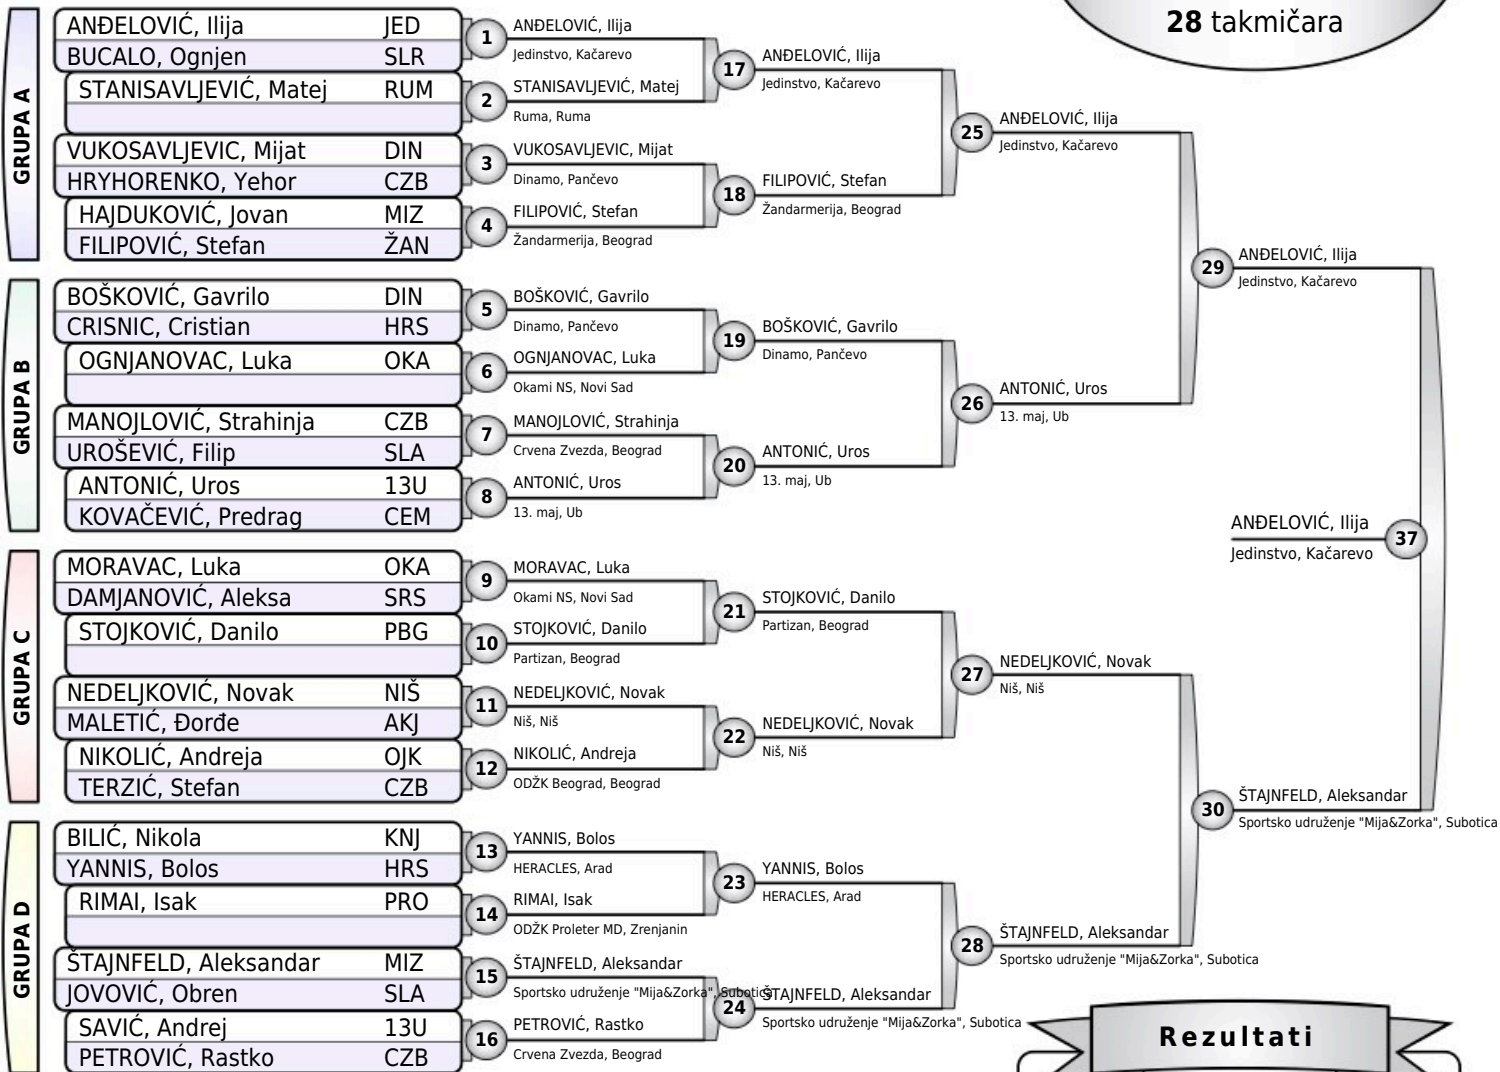 28 takmičara
GRUPA A
ANĐELOVIĆ, Ilija JED
BUCALO, Ognjen SLR
STANISAVLJEVIĆ, Matej RUM
VUKOSAVLJEVIC, Mijat DIN
HRYHORENKO, Yehor CZB
HAJDUKOVIĆ, Jovan MIZ
FILIPOVIĆ, Stefan ŽAN
GRUPA B
BOŠKOVIĆ, Gavrilo DIN
CRISNIC, Cristian HRS
OGNJANOVAC, Luka OKA
MANOJLOVIĆ, Strahinja CZB
UROŠEVIĆ, Filip SLA
ANTONIĆ, Uros 13U
KOVAČEVIĆ, Predrag CEM
GRUPA C
MORAVAC, Luka OKA
DAMJANOVIĆ, Aleksa SRS
STOJKOVIĆ, Danilo PBG
NEDELJKOVIĆ, Novak NIŠ
MALETIĆ, Đorđe AKJ
NIKOLIĆ, Andreja OJK
TERZIĆ, Stefan CZB
GRUPA D
BILIĆ, Nikola KNJ
YANNIS, Bolos HRS
RIMAI, Isak PRO
ŠTAJNFELD, Aleksandar MIZ
JOVOVIĆ, Obren SLA
SAVIĆ, Andrej 13U
PETROVIĆ, Rastko CZB
1 ANĐELOVIĆ, Ilija
Jedinstvo, Kačarevo
2 STANISAVLJEVIĆ, Matej
Ruma, Ruma
3 VUKOSAVLJEVIC, Mijat
Dinamo, Pančevo
4 FILIPOVIĆ, Stefan
Žandarmerija, Beograd
5 BOŠKOVIĆ, Gavrilo
Dinamo, Pančevo
6 OGNJANOVAC, Luka
Okami NS, Novi Sad
7 MANOJLOVIĆ, Strahinja
Crvena Zvezda, Beograd
8 ANTONIĆ, Uros
13. maj, Ub
9 MORAVAC, Luka
Okami NS, Novi Sad
10 STOJKOVIĆ, Danilo
Partizan, Beograd
11 NEDELJKOVIĆ, Novak
Niš, Niš
12 NIKOLIĆ, Andreja
ODŽK Beograd, Beograd
13 YANNIS, Bolos
HERACLES, Arad
14 RIMAI, Isak
ODŽK Proleter MD, Zrenjanin
15 ŠTAJNFELD, Aleksandar
Sportsko udruženje "Mija&Zorka", Subotica
16 PETROVIĆ, Rastko
Crvena Zvezda, Beograd
17 ANĐELOVIĆ, Ilija
Jedinstvo, Kačarevo
18 FILIPOVIĆ, Stefan
Žandarmerija, Beograd
19 BOŠKOVIĆ, Gavrilo
Dinamo, Pančevo
20 ANTONIĆ, Uros
13. maj, Ub
21 STOJKOVIĆ, Danilo
Partizan, Beograd
22 NEDELJKOVIĆ, Novak
Niš, Niš
23 YANNIS, Bolos
HERACLES, Arad
24 ŠTAJNFELD, Aleksandar
Sportsko udruženje "Mija&Zorka", Subotica
25 ANĐELOVIĆ, Ilija
Jedinstvo, Kačarevo
26 ANTONIĆ, Uros
13. maj, Ub
27 NEDELJKOVIĆ, Novak
Niš, Niš
28 ŠTAJNFELD, Aleksandar
Sportsko udruženje "Mija&Zorka", Subotica
29 ANĐELOVIĆ, Ilija
Jedinstvo, Kačarevo
30 ŠTAJNFELD, Aleksandar
Sportsko udruženje "Mija&Zorka", Subotica
ANĐELOVIĆ, Ilija 37
Jedinstvo, Kačarevo
Rezultati